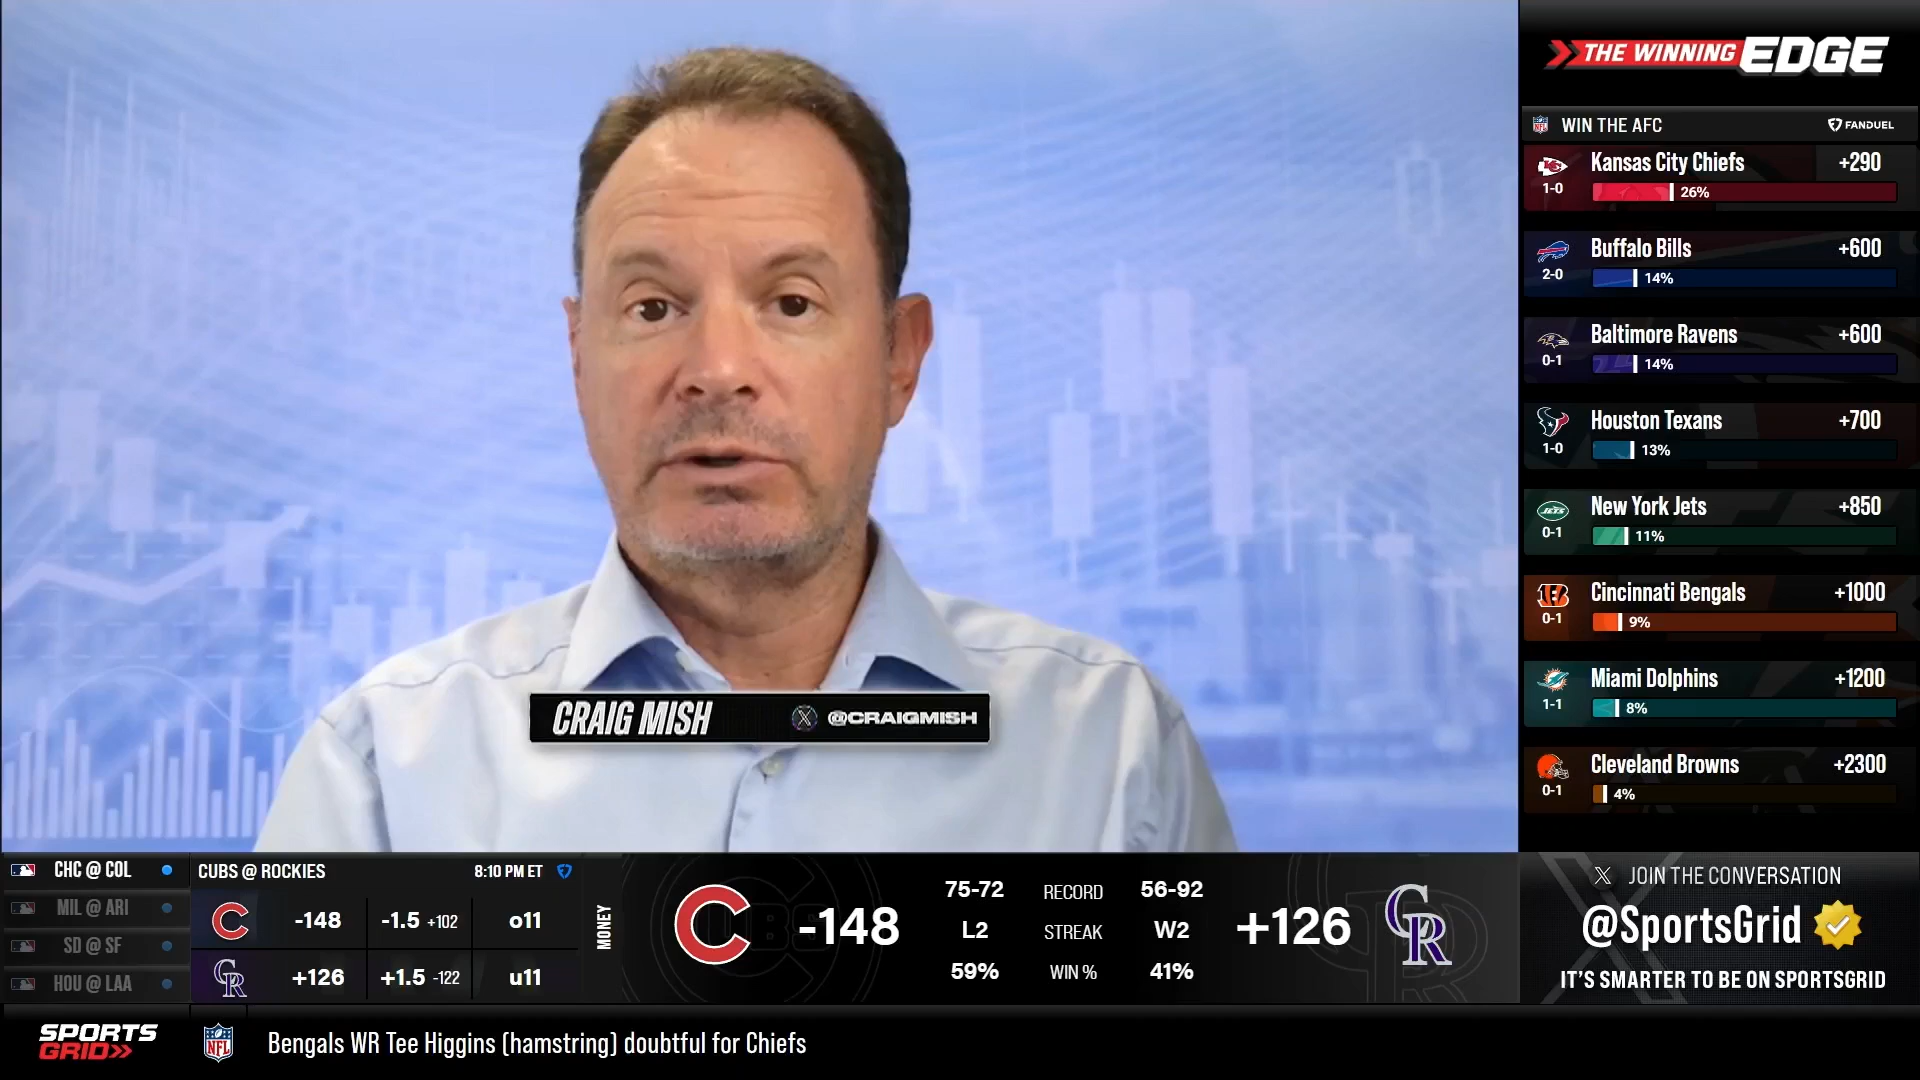 THE WINNING EDGE
NFL WIN THE AFC FANDUEL
Kansas City Chiefs +290
1-0 26%
Buffalo Bills +600
2-0 14%
Baltimore Ravens +600
0-1 14%
Houston Texans +700
1-0 13%
JETS New York Jets +850
0-1 11%
B Cincinnati Bengals +1000
0-1 9%
Miami Dolphins +1200
1-1 8%
Cleveland Browns +2300
0-1 4%
CRAIG MISH X @CRAIGMISH
CHC @ COL
MIL @ ARI
SD @ SF
HOU @ LAA
CUBS @ ROCKIES 8:10 PM ET
C -148 -1.5 +102 o11
CR +126 +1.5 -122 u11
MONEY
C -148
75-72 RECORD 56-92
L2 STREAK W2
59% WIN % 41%
+126 CR
X JOIN THE CONVERSATION
@SportsGrid
IT'S SMARTER TO BE ON SPORTSGRID
SPORTS
GRID
NFL Bengals WR Tee Higgins (hamstring) doubtful for Chiefs